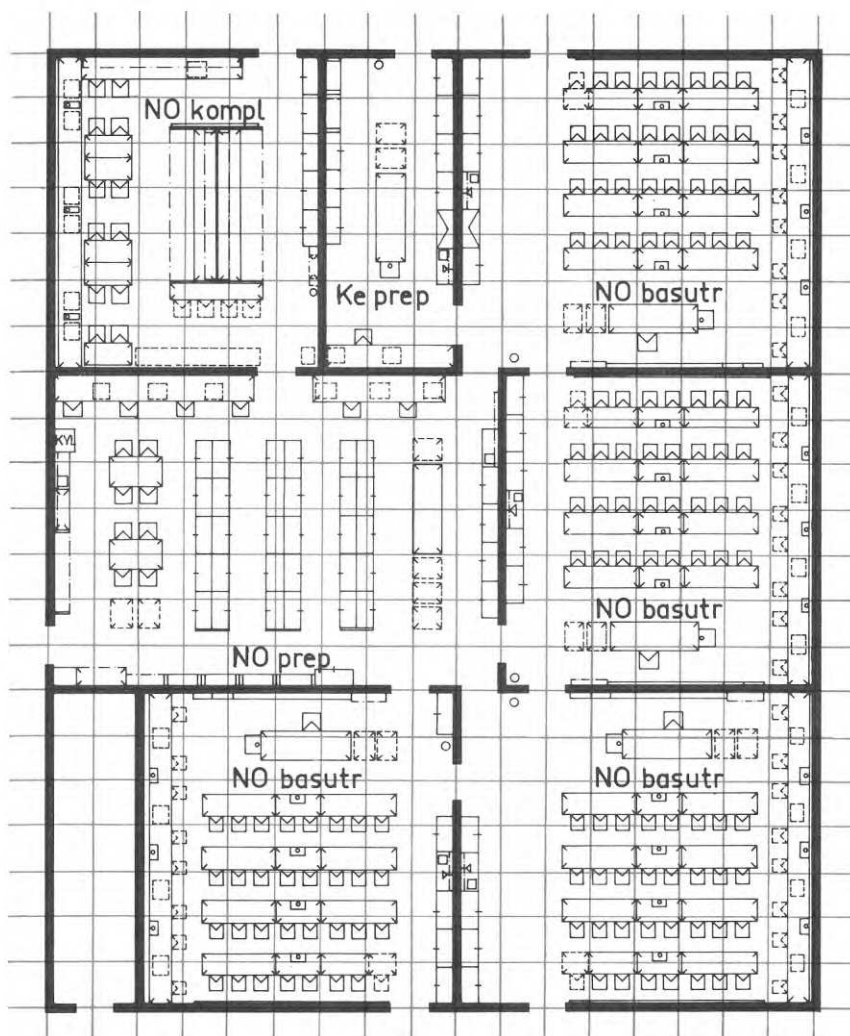 NO kompl
Ke prep
NO basutr
KYL
NO basutr
NO prep
NO basutr
NO basutr